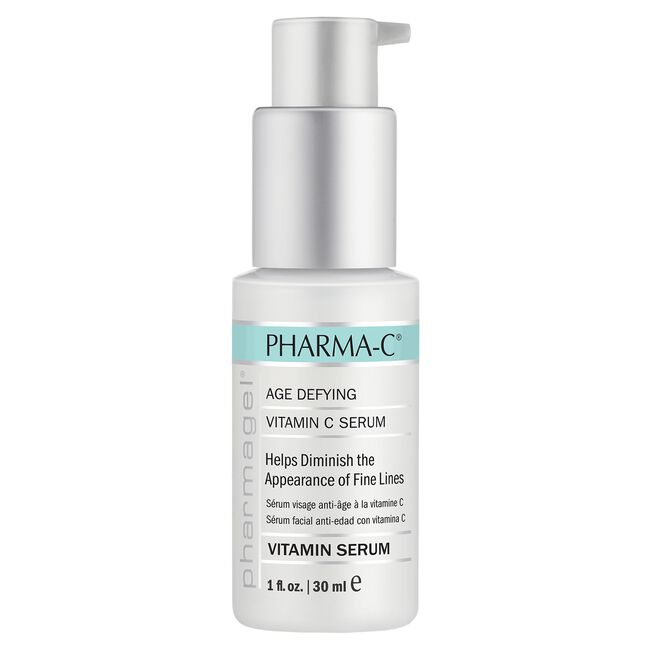 PHARMA-C®
pharmagel®
AGE DEFYING
VITAMIN C SERUM
Helps Diminish the
Appearance of Fine Lines
Sérum visage anti-âge à la vitamine C
Sérum facial anti-edad con vitamina C
VITAMIN SERUM
1 fl. oz. | 30 ml ℮